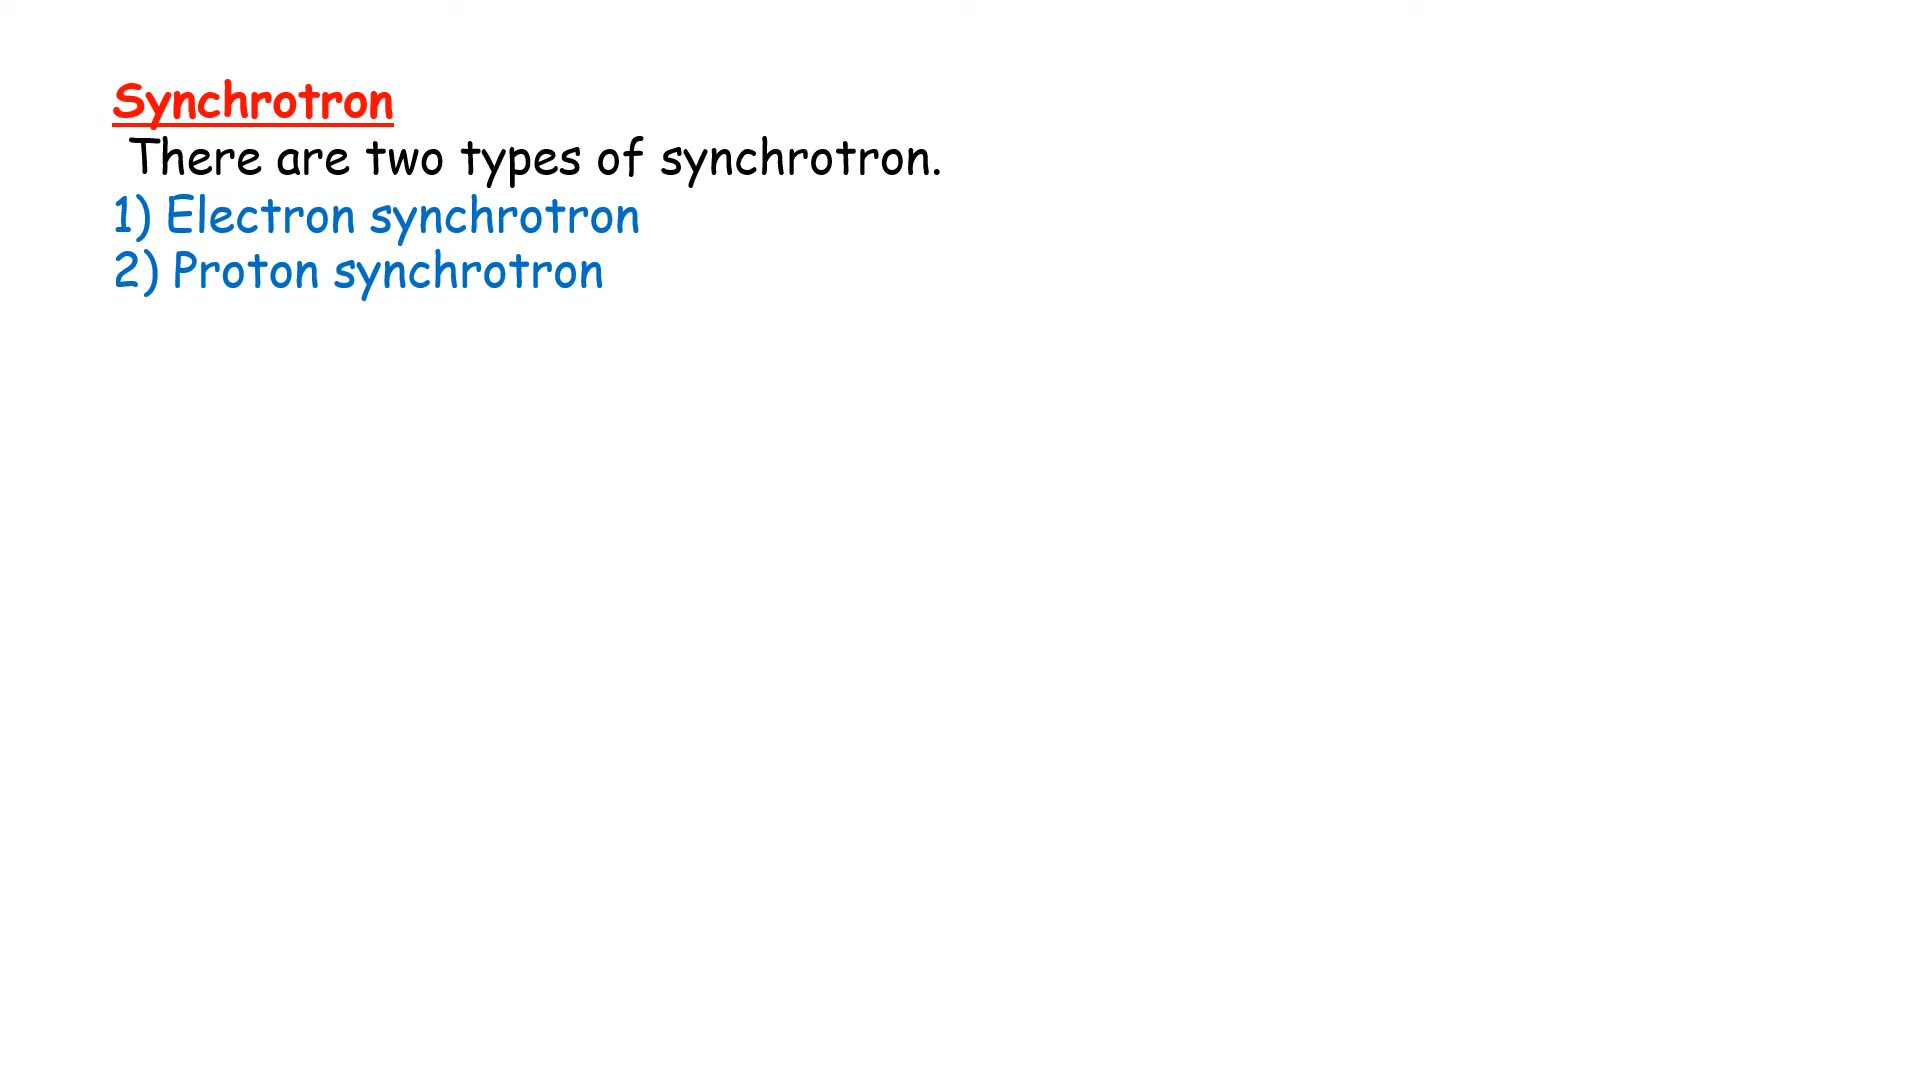 Synchrotron
There are two types of synchrotron.
1) Electron synchrotron
2) Proton synchrotron